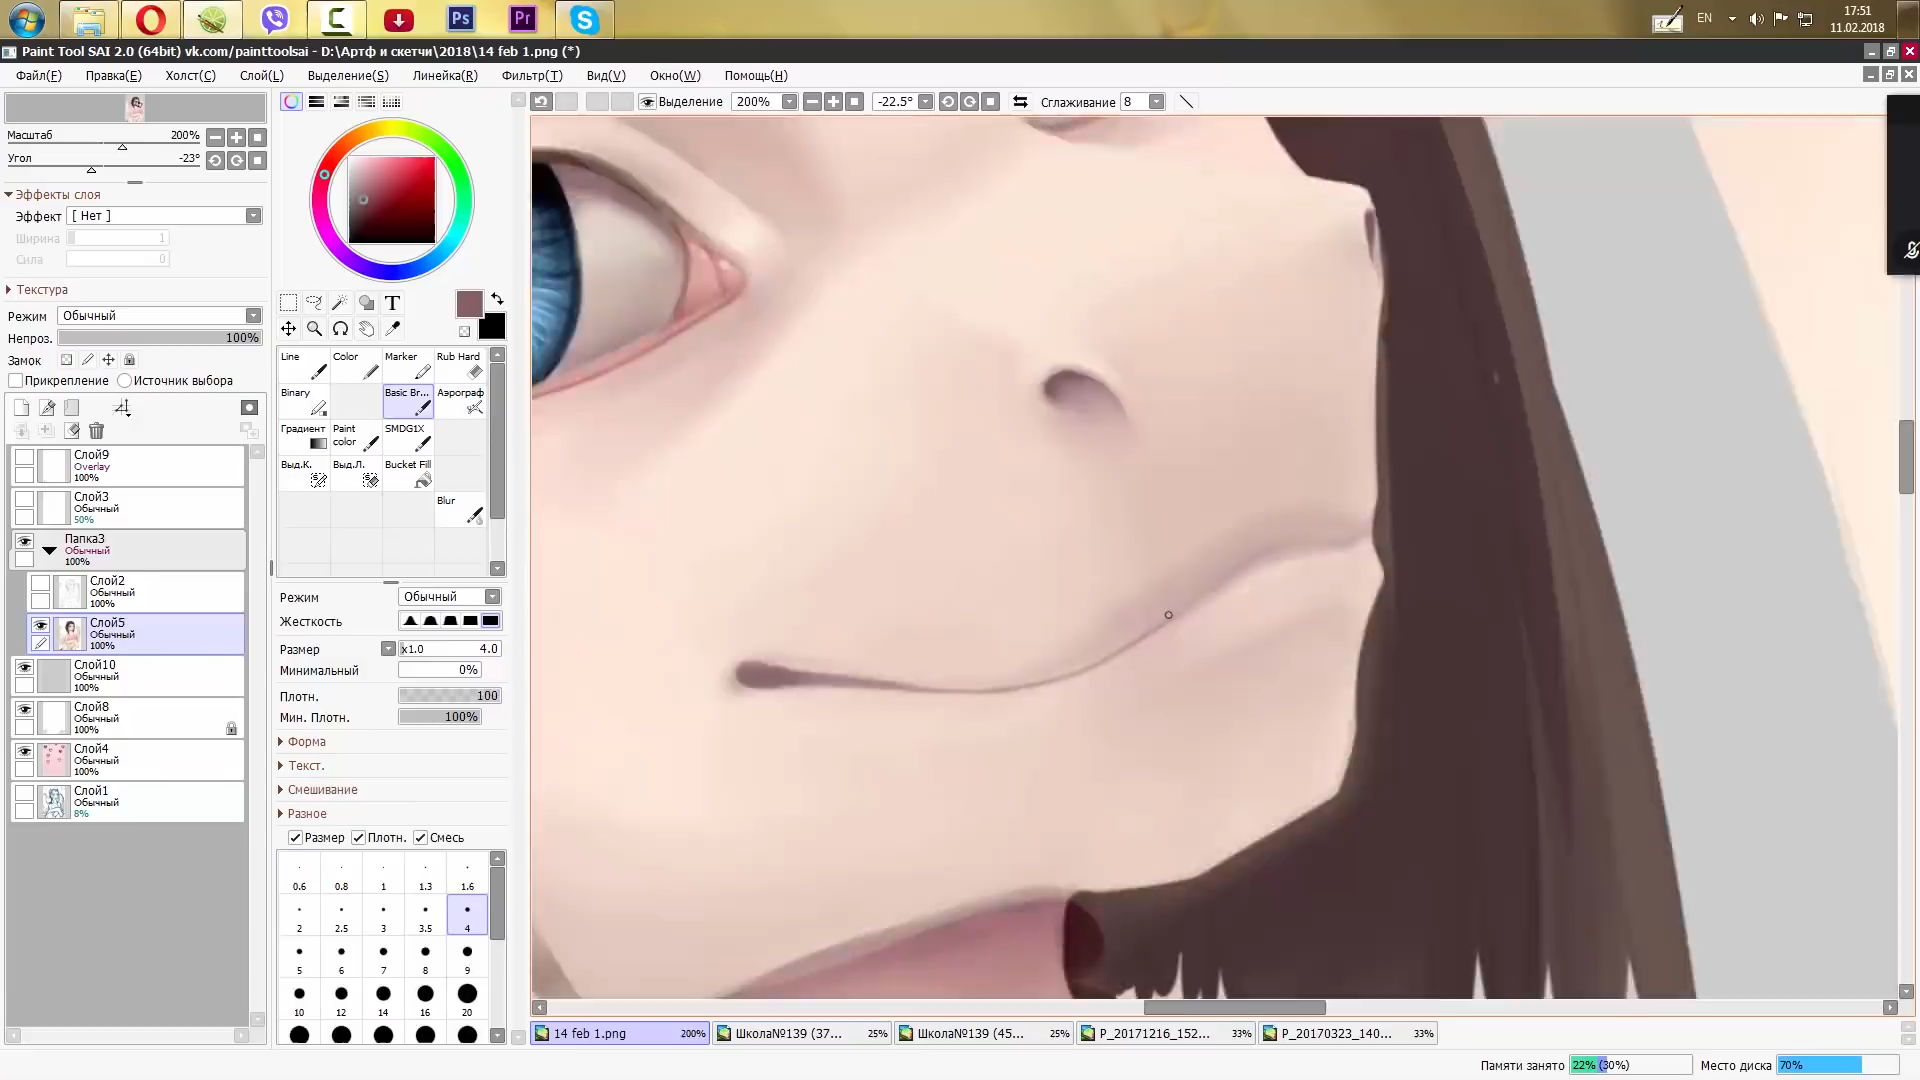 Ps
Pr
EN
17:51
11.02.2018
Paint Tool SAI 2.0 (64bit) vk.com/painttoolsai - D:\Артф и скетчи\2018\14 feb 1.png (*)
Файл(F) Правка(E) Холст(C) Слой(L) Выделение(S) Линейка(R) Фильтр(T) Вид(V) Окно(W) Помощь(H)
Выделение 200% -22.5° Сглаживание 8
Масштаб 200%
Угол -23°
Эффекты слоя
Эффект [ Нет ]
Ширина 1
Сила 0
Текстура
Режим Обычный
Непроз. 100%
Замок
Прикрепление Источник выбора
Слой9
Overlay
100%
Слой3
Обычный
50%
Папка3
Обычный
100%
Слой2
Обычный
100%
Слой5
Обычный
100%
Слой10
Обычный
100%
Слой8
Обычный
100%
Слой4
Обычный
100%
Слой1
Обычный
8%
T
Line Color Marker Rub Hard
Binary Basic Br... Аэрограф
Градиент Paint color SMDG1X
Выд.К. Выд.Л. Bucket Fill
Blur
Режим Обычный
Жесткость
Размер x1.0 4.0
Минимальный 0%
Плотн. 100
Мин. Плотн. 100%
Форма
Текст.
Смешивание
Разное
Размер Плотн. Смесь
0.6 0.8 1 1.3 1.6
2 2.5 3 3.5 4
5 6 7 8 9
10 12 14 16 20
14 feb 1.png 200% Школа№139 (37... 25% Школа№139 (45... 25% P_20171216_152... 33% P_20170323_140... 33%
Памяти занято 22% (30%) Место диска 70%